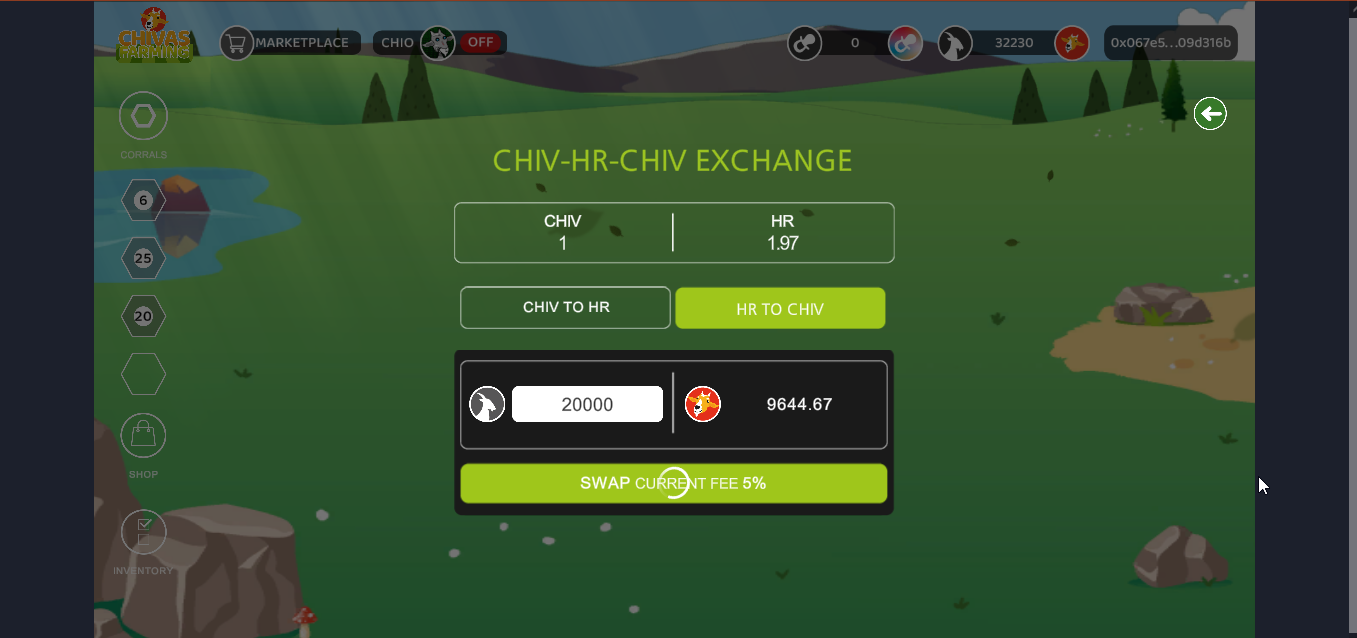 CHIVAS
FARMING
MARKETPLACE
CHIO
OFF
0
32230
0x067e5...09d316b
CORRALS
6
25
20
SHOP
INVENTORY
CHIV-HR-CHIV EXCHANGE
CHIV
1
HR
1.97
CHIV TO HR
HR TO CHIV
20000
9644.67
SWAP CURRENT FEE 5%